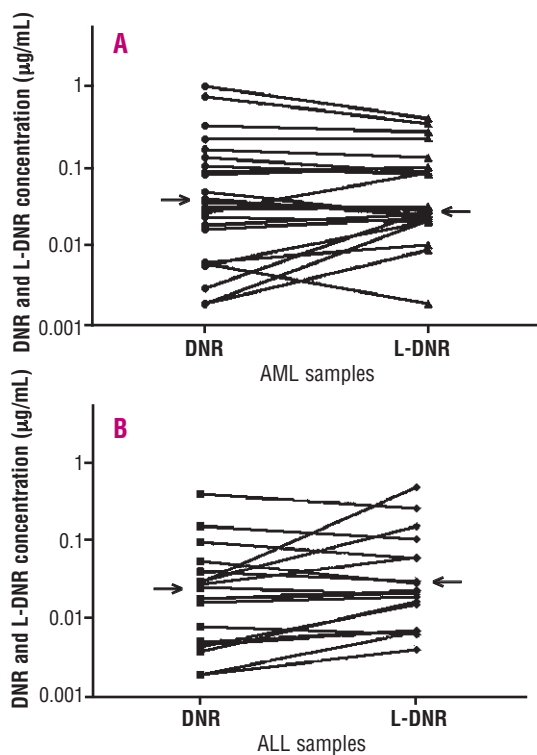 A
DNR and L-DNR concentration (µg/mL)
1
0.1
0.01
0.001
DNR L-DNR
AML samples
B
DNR and L-DNR concentration (µg/mL)
1
0.1
0.01
0.001
DNR L-DNR
ALL samples